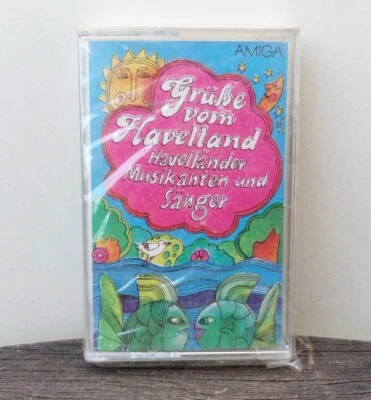 AMIGA
Grüße
vom
Havelland
Havelländer
Musikanten und
Sänger